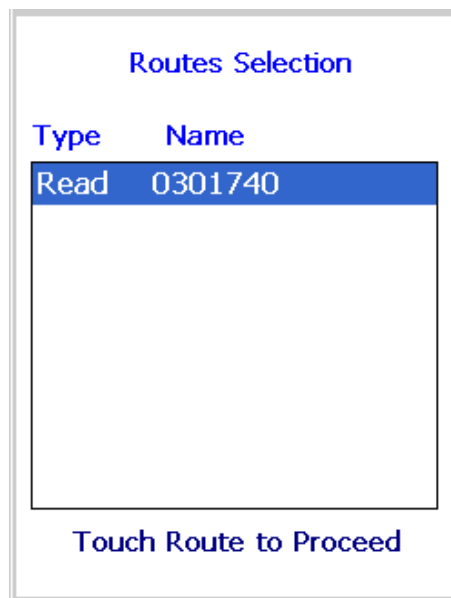 Routes Selection
Type Name
Read 0301740
Touch Route to Proceed